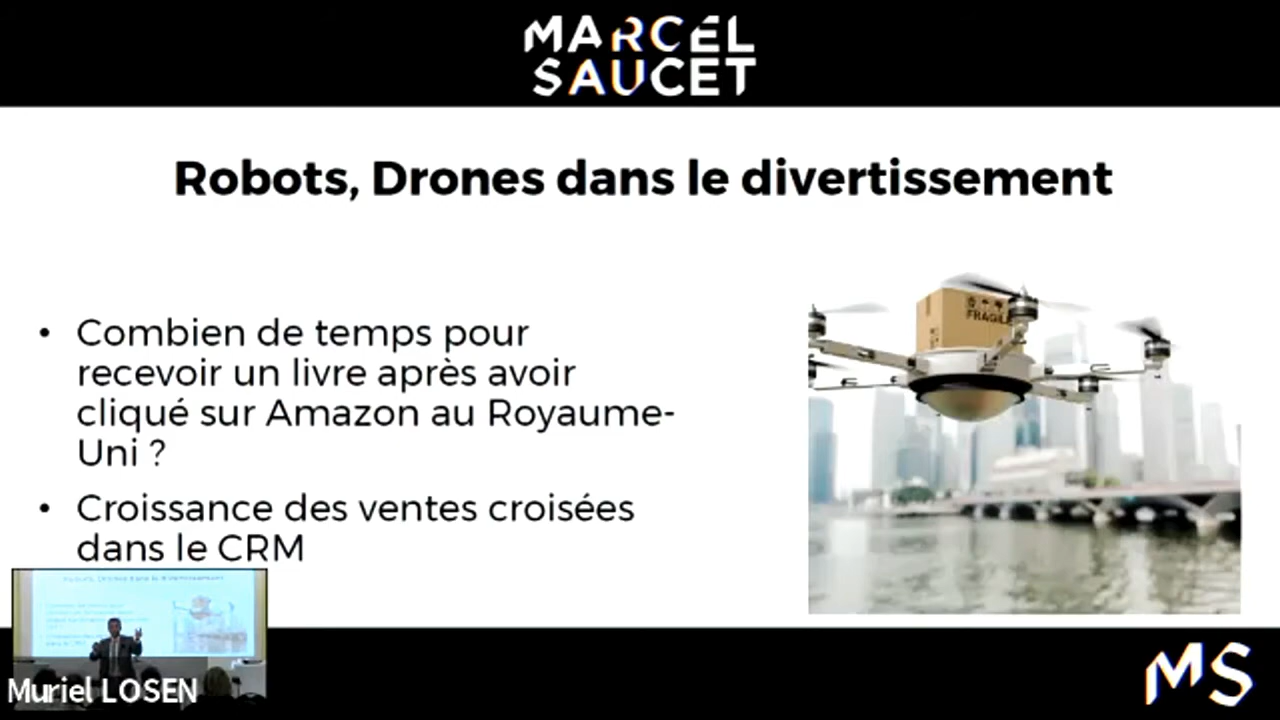 MARCEL
SAUCET
Robots, Drones dans le divertissement
• Combien de temps pour
recevoir un livre après avoir
cliqué sur Amazon au Royaume-
Uni ?
• Croissance des ventes croisées
dans le CRM
FRAGILE
Muriel LOSEN
MS